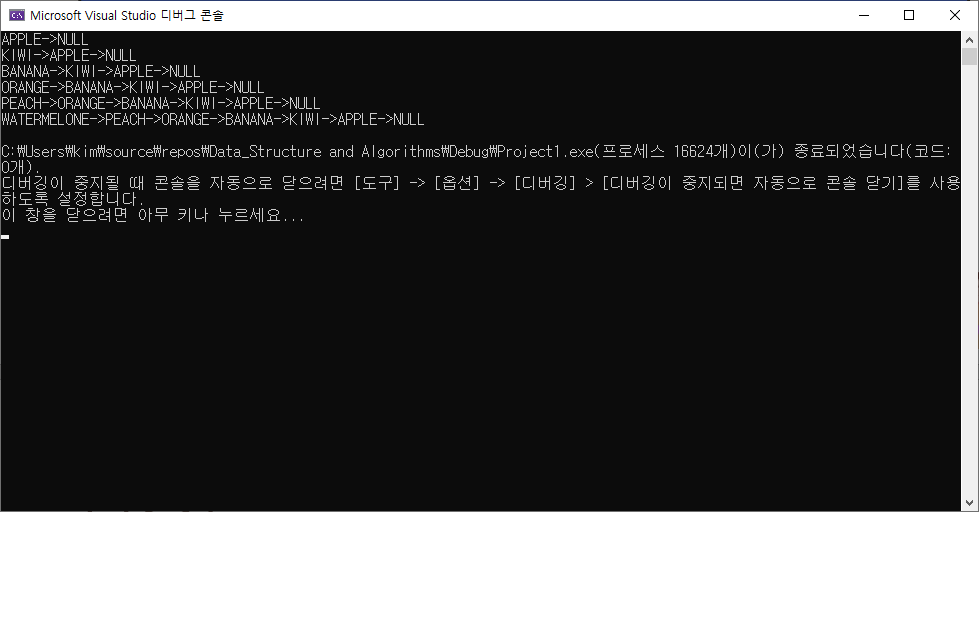 Microsoft Visual Studio 디버그 콘솔
APPLE->NULL
KIWI->APPLE->NULL
BANANA->KIWI->APPLE->NULL
ORANGE->BANANA->KIWI->APPLE->NULL
PEACH->ORANGE->BANANA->KIWI->APPLE->NULL
WATERMELONE->PEACH->ORANGE->BANANA->KIWI->APPLE->NULL
C:₩Users₩kim₩source₩repos₩Data_Structure and Algorithms₩Debug₩Project1.exe(프로세스 16624개)이(가) 종료되었습니다(코드:
0개).
디버깅이 중지될 때 콘솔을 자동으로 닫으려면 [도구] -> [옵션] -> [디버깅] > [디버깅이 중지되면 자동으로 콘솔 닫기]를 사용
하도록 설정합니다.
이 창을 닫으려면 아무 키나 누르세요...